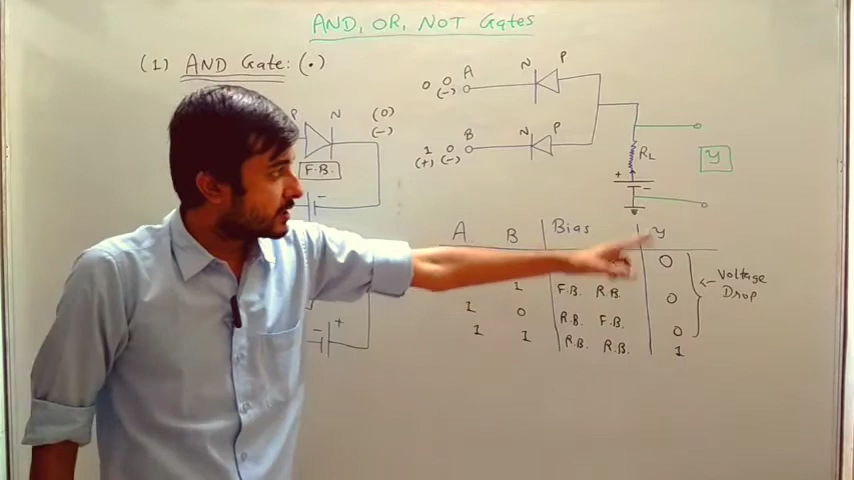 AND, OR, NOT Gates
(1) AND Gate: (•)
P N (0)
(-)
F.B.
-
- +
0 0 A N P
(-)
B N P
1 0
(+) (-)
RL
+ -
y
A B Bias y
0
1 F.B. R.B. 0
1 0 R.B. F.B. 0
1 1 R.B. R.B. 1
Voltage
Drop